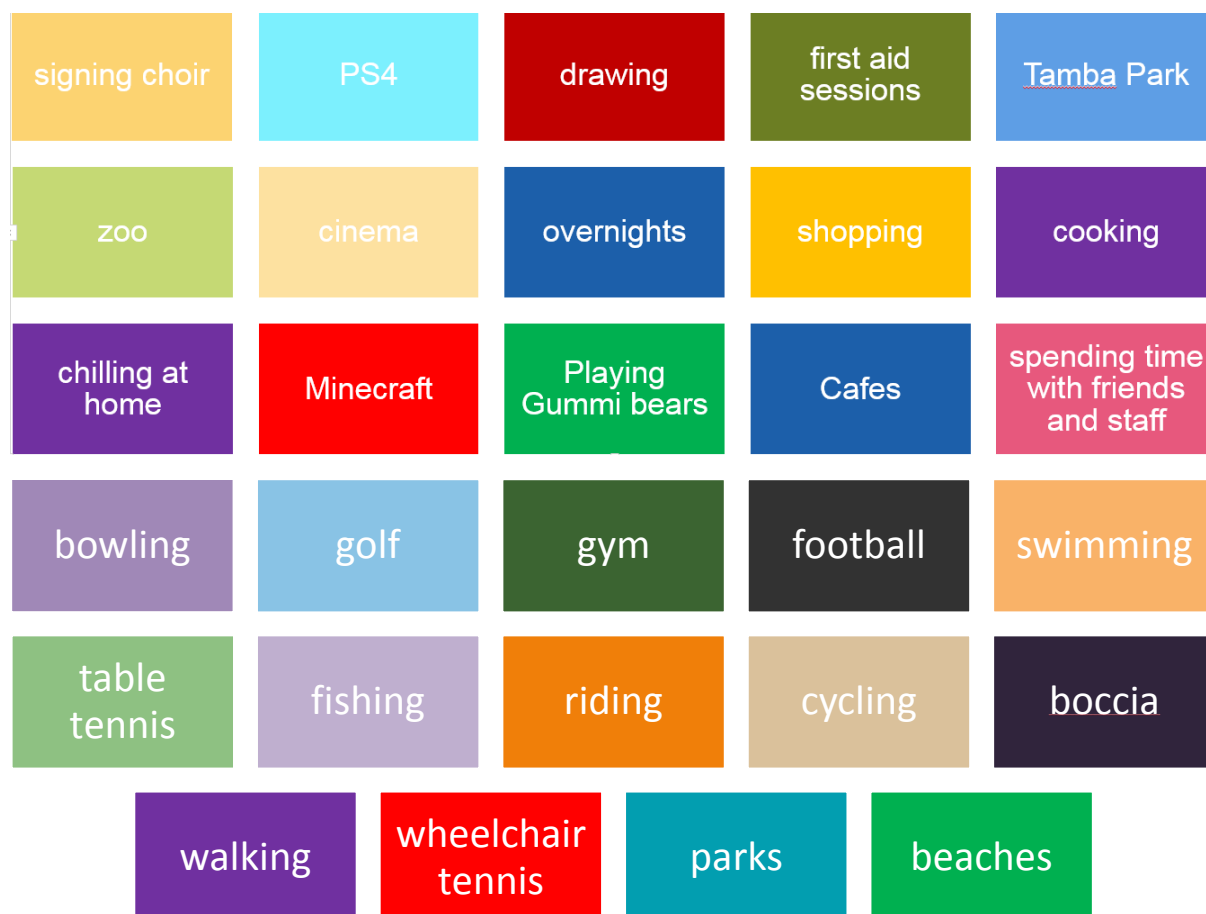 signing choir
PS4
drawing
first aid
sessions
Tamba Park
zoo
cinema
overnights
shopping
cooking
chilling at
home
Minecraft
Playing
Gummi bears
Cafes
spending time
with friends
and staff
bowling
golf
gym
football
swimming
table
tennis
fishing
riding
cycling
boccia
walking
wheelchair
tennis
parks
beaches